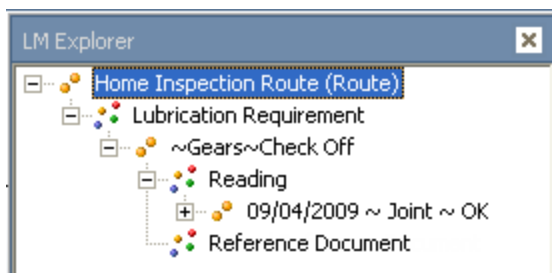 LM Explorer
Home Inspection Route (Route)
Lubrication Requirement
~Gears~Check Off
Reading
09/04/2009 ~ Joint ~ OK
Reference Document